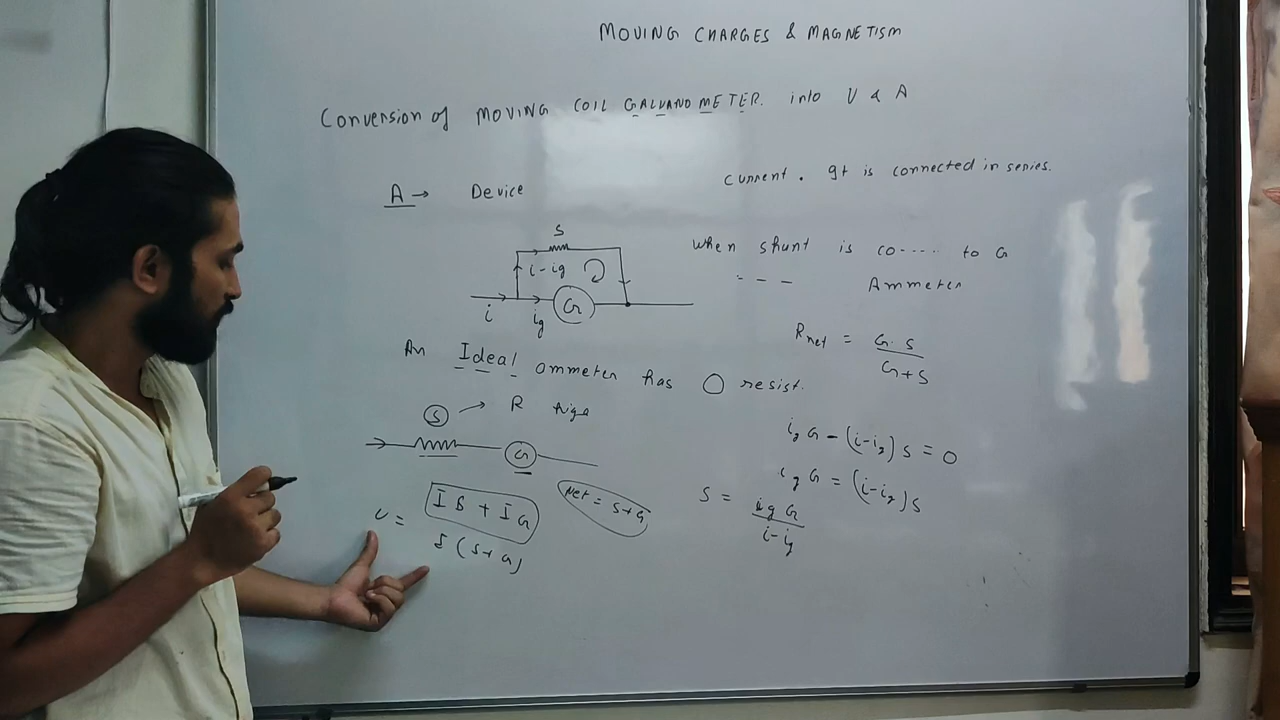 MOVING CHARGES & MAGNETISM
Conversion of MOVING COIL GALVANOMETER. into V & A
A → Device
current. It is connected in series.
S
i - ig
G
i
ig
When shunt is co---- to G
- - - Ammeter
Rnet = G.S / G+S
An Ideal ammeter has 0 resist.
S → R
G
ig G - (i-ig) S = 0
ig G = (i-ig) S
S = ig G / i-ig
V = IS + IG
Net = S+G
I (S+G)